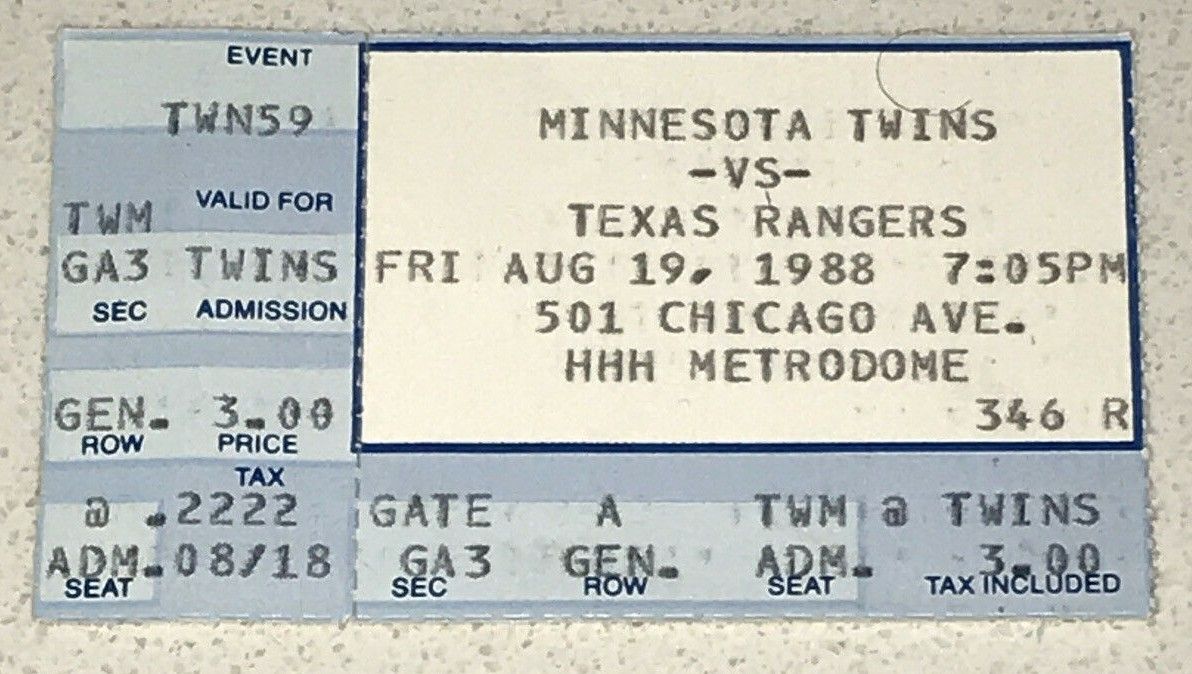 EVENT
TWN59
VALID FOR
TWM
GA3 TWINS
SEC ADMISSION
GEN. 3.00
ROW PRICE
TAX
@ .2222
ADM. 08/18
SEAT
MINNESOTA TWINS
-VS-
TEXAS RANGERS
FRI AUG 19, 1988 7:05PM
501 CHICAGO AVE.
HHH METRODOME
346 R
GATE A TWM @ TWINS
GA3 GEN. ADM. 3.00
SEC ROW SEAT TAX INCLUDED